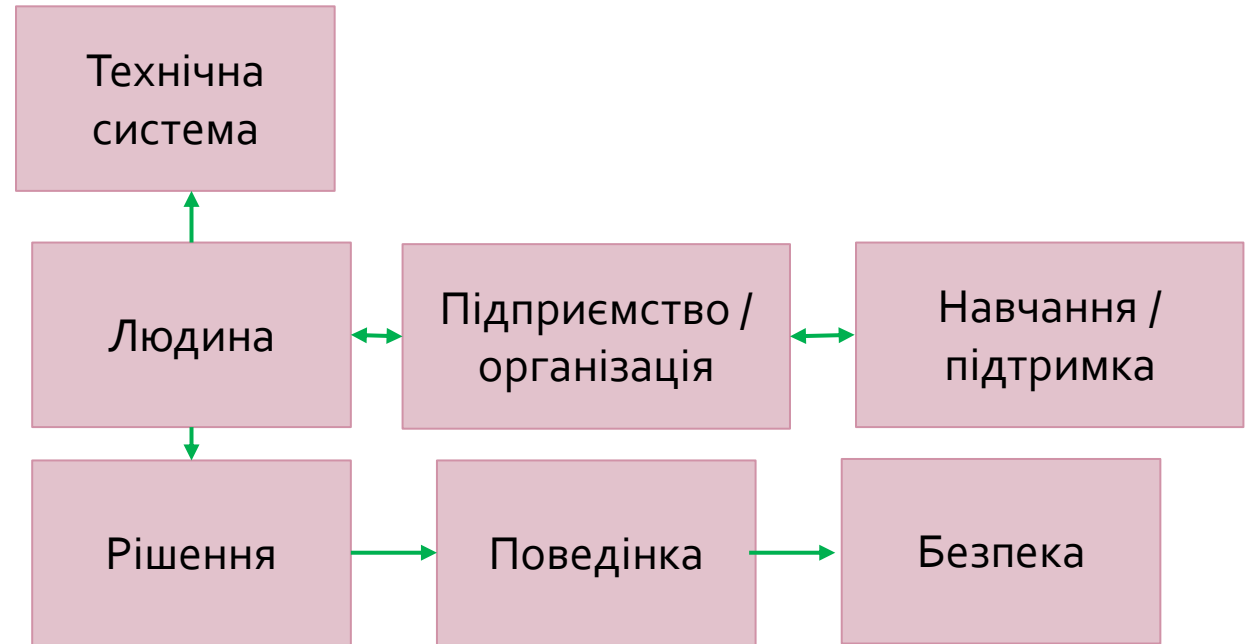 Технічна
система
Людина
Підприємство /
організація
Навчання /
підтримка
Рішення
Поведінка
Безпека